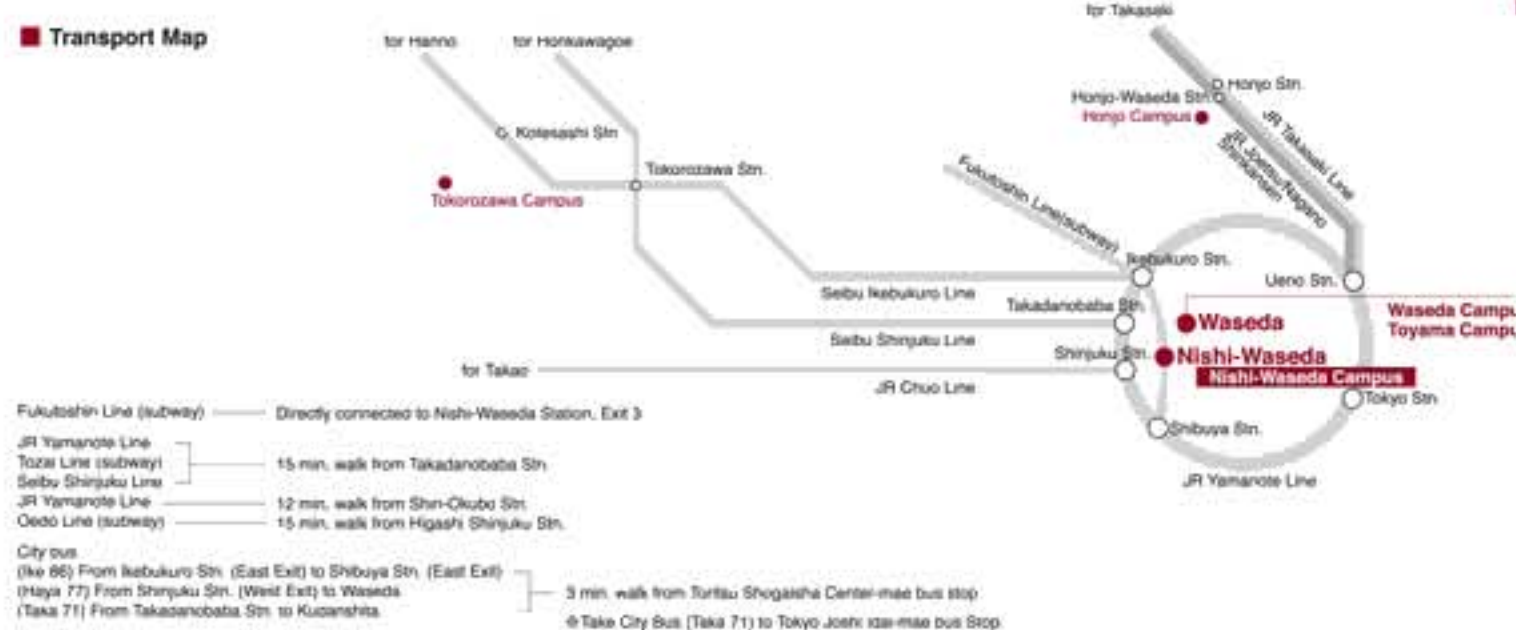 Transport Map
for Takasaki
for Hanno
for Honkawagoe
Honjo Stn.
Honjo-Waseda Stn.
Honjo Campus
Kotesashi Stn
JR Takasaki Line
JR Joetsu/Nagano
Shinkansen
Tokorozawa Stn.
Tokorozawa Campus
Fukutoshin Line(subway)
Ikebukuro Stn.
Ueno Stn.
Seibu Ikebukuro Line
Takadanobaba Stn.
Waseda
Waseda Campu
Toyama Campu
Seibu Shinjuku Line
Shinjuku Stn.
Nishi-Waseda
Nishi-Waseda Campus
for Takao
JR Chuo Line
Tokyo Stn
Shibuya Stn.
JR Yamanote Line
Fukutoshin Line (subway) Directly connected to Nishi-Waseda Station, Exit 3
JR Yamanote Line
Tozai Line (subway) 15 min. walk from Takadanobaba Stn.
Seibu Shinjuku Line
JR Yamanote Line 12 min. walk from Shin-Okubo Stn.
Oedo Line (subway) 15 min. walk from Higashi Shinjuku Stn.
City bus
(Ike 86) From Ikebukuro Stn. (East Exit) to Shibuya Stn. (East Exit)
(Haya 77) From Shinjuku Stn. (West Exit) to Waseda
(Taka 71) From Takadanobaba Stn. to Kudanshita
3 min. walk from Toritsu Shogaisha Center-mae bus stop
※Take City Bus (Taka 71) to Tokyo Joshi Idai-mae bus Stop